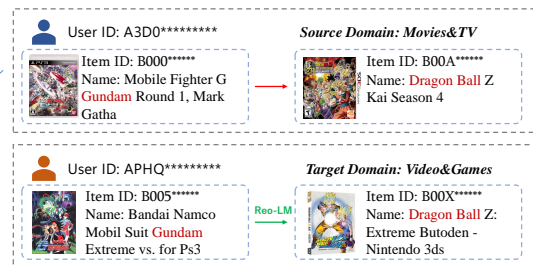 User ID: A3D0*********
Source Domain: Movies&TV
Item ID: B000******
Name: Mobile Fighter G
Gundam Round 1, Mark
Gatha
Item ID: B00A******
Name: Dragon Ball Z
Kai Season 4
User ID: APHQ*********
Target Domain: Video&Games
Item ID: B005******
Name: Bandai Namco
Mobil Suit Gundam
Extreme vs. for Ps3
Reo-LM
Item ID: B00X******
Name: Dragon Ball Z:
Extreme Butoden -
Nintendo 3ds